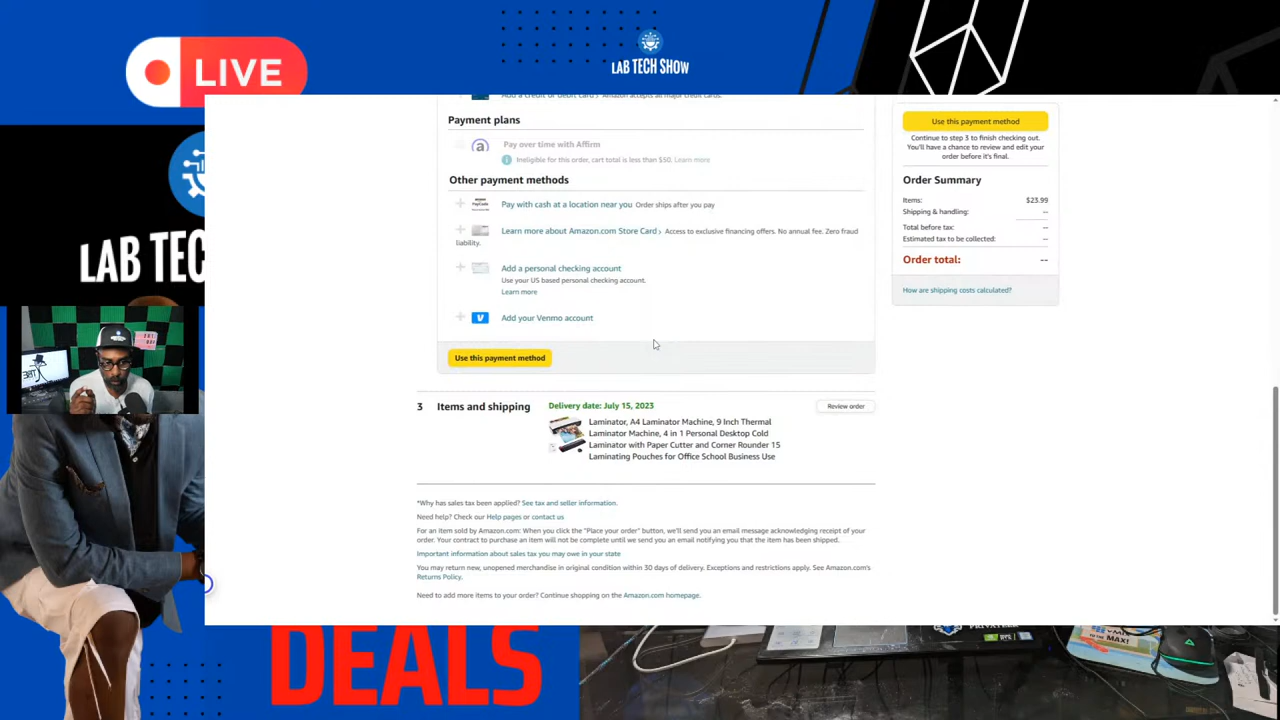 LIVE
LAB TECH SHOW
Add a credit or debit card › Amazon accepts all major credit cards.
Payment plans
a
Pay over time with Affirm
Ineligible for this order, cart total is less than $50. Learn more
Other payment methods
Pay with cash at a location near you Order ships after you pay
Learn more about Amazon.com Store Card › Access to exclusive financing offers. No annual fee. Zero fraud
liability.
Add a personal checking account
Use your US based personal checking account.
Learn more
Add your Venmo account
Use this payment method
Use this payment method
Continue to step 3 to finish checking out.
You'll have a chance to review and edit your
order before it's final.
Order Summary
Items: $23.99
Shipping & handling: --
Total before tax: --
Estimated tax to be collected: --
Order total: --
How are shipping costs calculated?
LAB TEC
3 Items and shipping
Delivery date: July 15, 2023
Review order
Laminator, A4 Laminator Machine, 9 Inch Thermal
Laminator Machine, 4 in 1 Personal Desktop Cold
Laminator with Paper Cutter and Corner Rounder 15
Laminating Pouches for Office School Business Use
*Why has sales tax been applied? See tax and seller information.
Need help? Check our Help pages or contact us
For an item sold by Amazon.com: When you click the "Place your order" button, we'll send you an email message acknowledging receipt of your
order. Your contract to purchase an item will not be complete until we send you an email notifying you that the item has been shipped.
Important information about sales tax you may owe in your state
You may return new, unopened merchandise in original condition within 30 days of delivery. Exceptions and restrictions apply. See Amazon.com's
Returns Policy.
Need to add more items to your order? Continue shopping on the Amazon.com homepage.
DEALS
to the MAX!